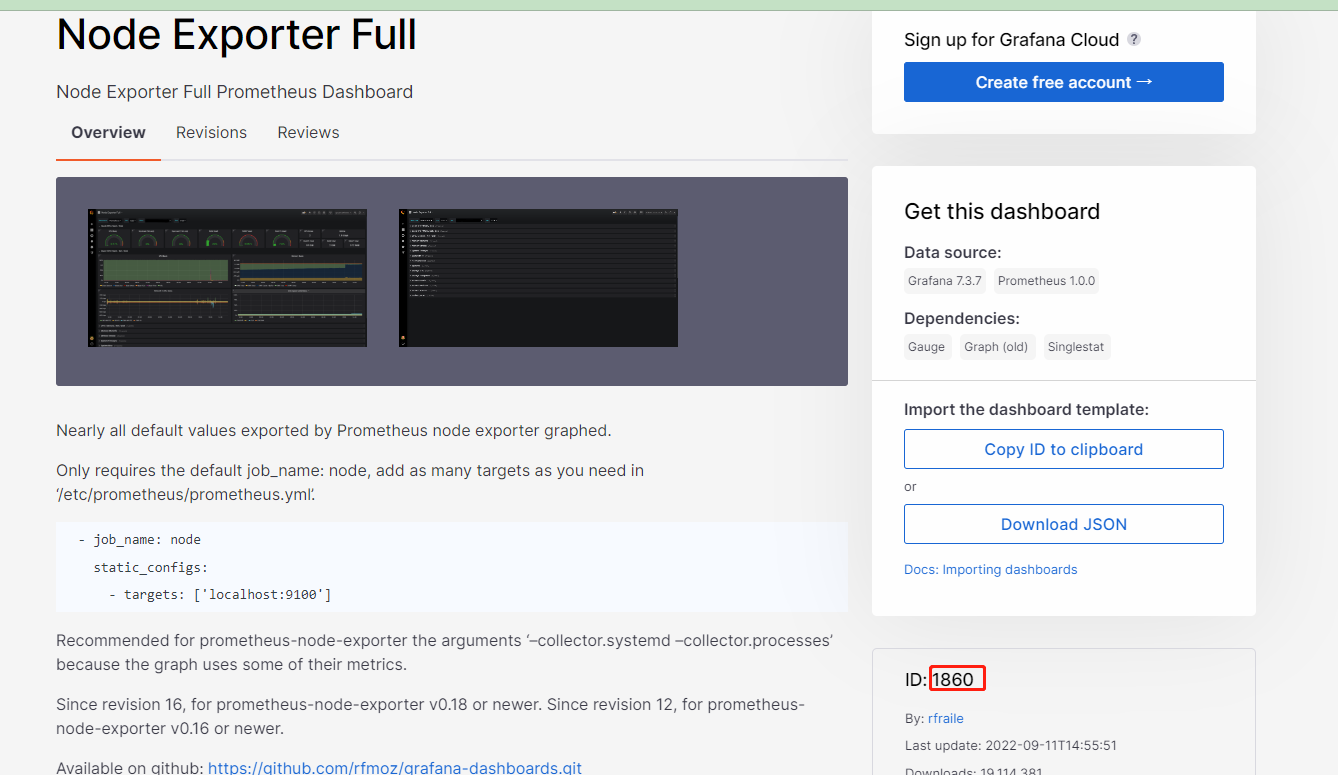 Node Exporter Full
Node Exporter Full Prometheus Dashboard
Overview
Revisions
Reviews
Nearly all default values exported by Prometheus node exporter graphed.
Only requires the default job_name: node, add as many targets as you need in
‘/etc/prometheus/prometheus.yml’.
- job_name: node
static_configs:
- targets: ['localhost:9100']
Recommended for prometheus-node-exporter the arguments ‘–collector.systemd –collector.processes’
because the graph uses some of their metrics.
Since revision 16, for prometheus-node-exporter v0.18 or newer. Since revision 12, for prometheus-
node-exporter v0.16 or newer.
Available on github: https://github.com/rfmoz/grafana-dashboards.git
Sign up for Grafana Cloud ?
Create free account →
Get this dashboard
Data source:
Grafana 7.3.7
Prometheus 1.0.0
Dependencies:
Gauge
Graph (old)
Singlestat
Import the dashboard template:
Copy ID to clipboard
or
Download JSON
Docs: Importing dashboards
ID: 1860
By: rfraile
Last update: 2022-09-11T14:55:51
Downloads: 19,114,381